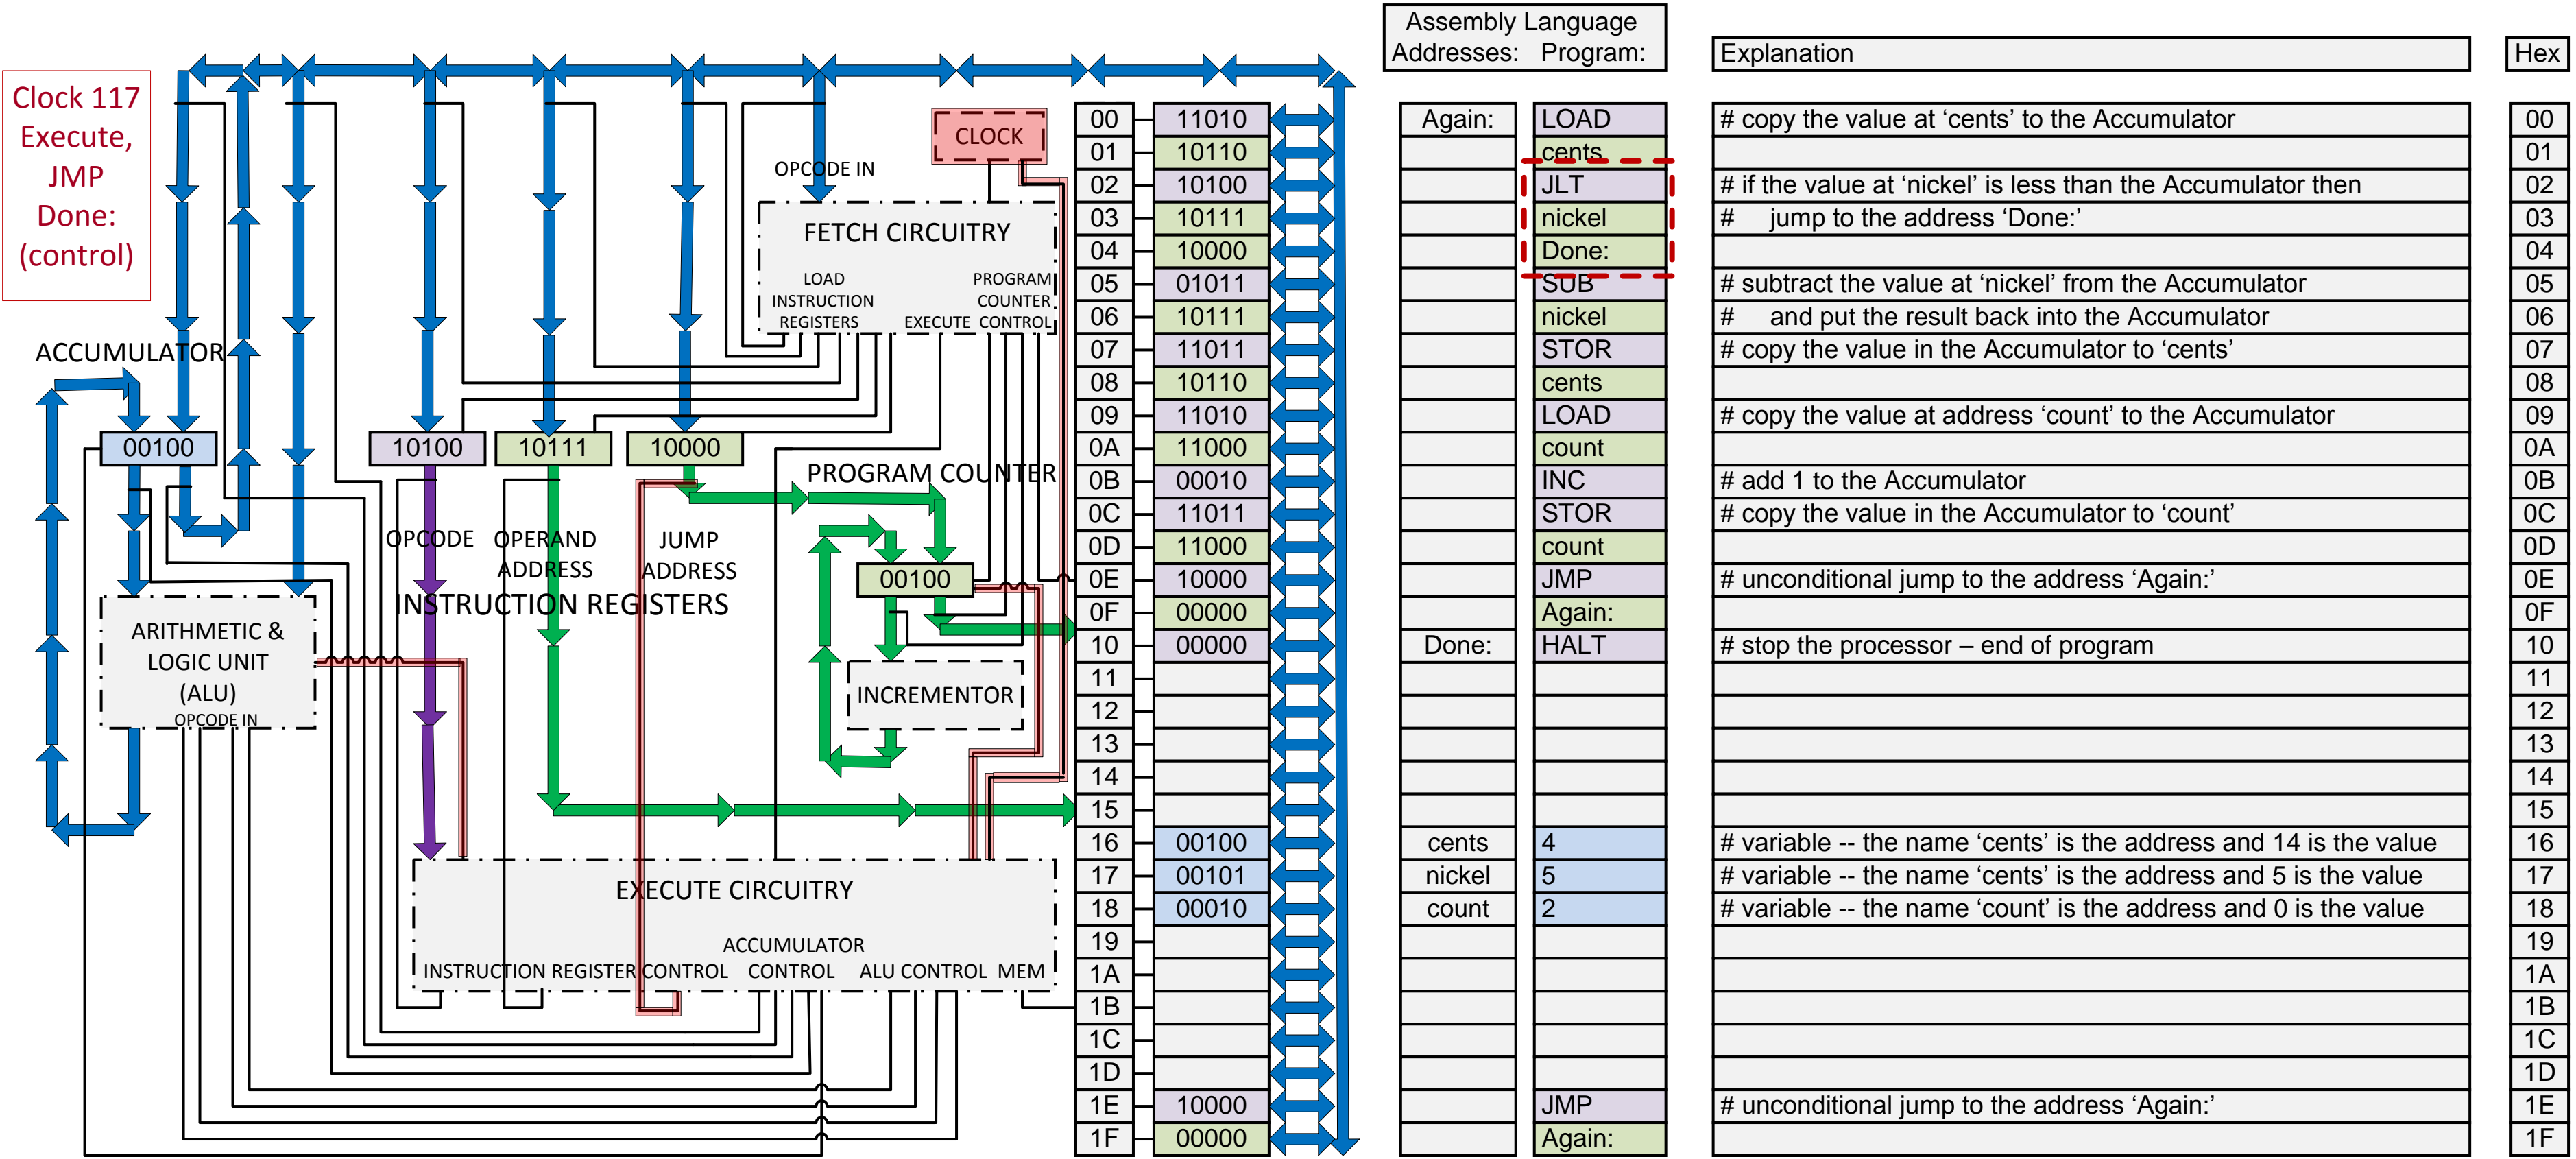 Assembly Language
Addresses: Program:
Explanation
Hex
Clock 117
Execute,
JMP
Done:
(control)
CLOCK
OPCODE IN
FETCH CIRCUITRY
LOAD
INSTRUCTION
REGISTERS
EXECUTE
PROGRAM
COUNTER
CONTROL
ACCUMULATOR
00100
10100
10111
10000
PROGRAM COUNTER
OPCODE
OPERAND
ADDRESS
JUMP
ADDRESS
INSTRUCTION REGISTERS
00100
INCREMENTOR
ARITHMETIC &
LOGIC UNIT
(ALU)
OPCODE IN
EXECUTE CIRCUITRY
INSTRUCTION REGISTER CONTROL
ACCUMULATOR
CONTROL
ALU CONTROL
MEM
00 11010 Again: LOAD # copy the value at 'cents' to the Accumulator 00
01 10110 cents 01
02 10100 JLT # if the value at 'nickel' is less than the Accumulator then 02
03 10111 nickel # jump to the address 'Done:' 03
04 10000 Done: 04
05 01011 SUB # subtract the value at 'nickel' from the Accumulator 05
06 10111 nickel # and put the result back into the Accumulator 06
07 11011 STOR # copy the value in the Accumulator to 'cents' 07
08 10110 cents 08
09 11010 LOAD # copy the value at address 'count' to the Accumulator 09
0A 11000 count 0A
0B 00010 INC # add 1 to the Accumulator 0B
0C 11011 STOR # copy the value in the Accumulator to 'count' 0C
0D 11000 count 0D
0E 10000 JMP # unconditional jump to the address 'Again:' 0E
0F 00000 Again: 0F
10 00000 Done: HALT # stop the processor – end of program 10
11 11
12 12
13 13
14 14
15 15
16 00100 cents 4 # variable -- the name 'cents' is the address and 14 is the value 16
17 00101 nickel 5 # variable -- the name 'cents' is the address and 5 is the value 17
18 00010 count 2 # variable -- the name 'count' is the address and 0 is the value 18
19 19
1A 1A
1B 1B
1C 1C
1D 1D
1E 10000 JMP # unconditional jump to the address 'Again:' 1E
1F 00000 Again: 1F